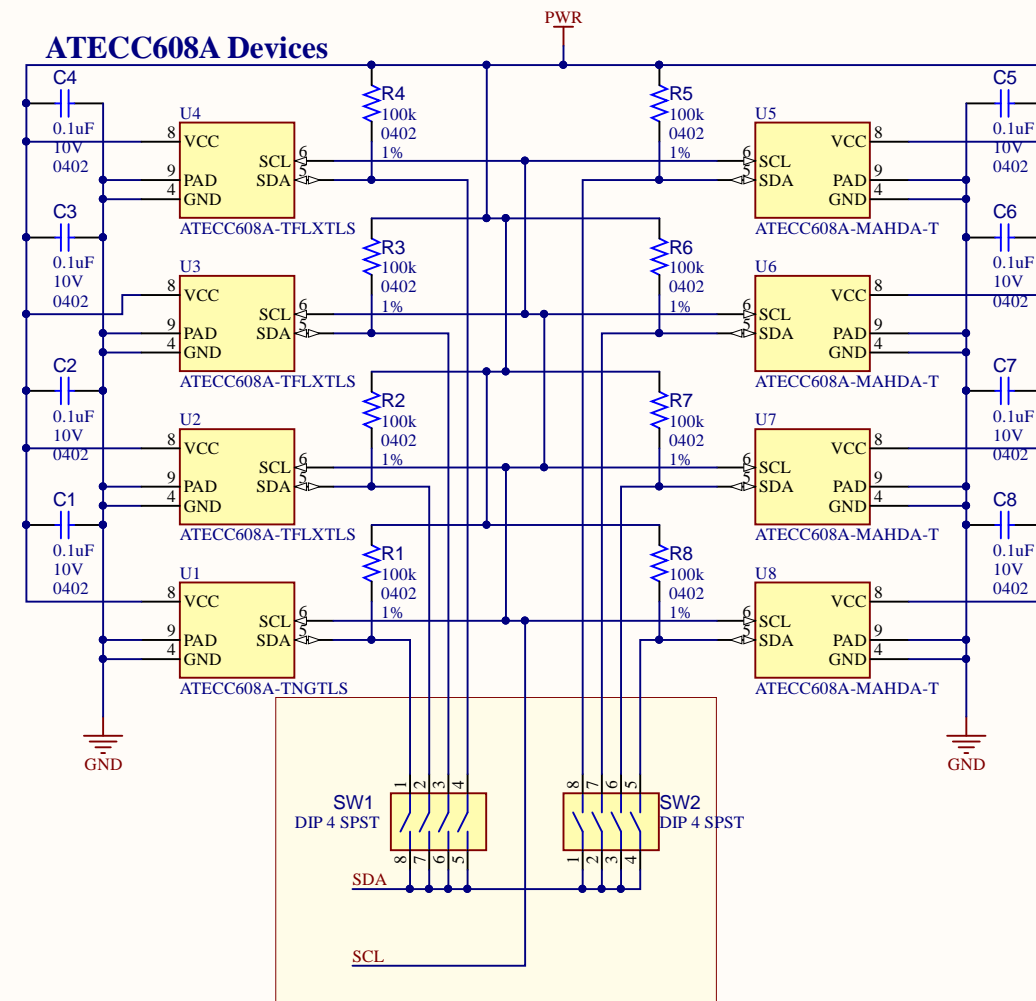 PWR
ATECC608A Devices
C4
0.1uF
10V
0402
U4
8
VCC
9
PAD
4
GND
SCL
6
SDA
5
ATECC608A-TFLXTLS
R4
100k
0402
1%
R5
100k
0402
1%
U5
6
SCL
5
SDA
VCC
8
PAD
9
GND
4
ATECC608A-MAHDA-T
C5
0.1uF
10V
0402
C3
0.1uF
10V
0402
U3
8
VCC
9
PAD
4
GND
SCL
6
SDA
5
ATECC608A-TFLXTLS
R3
100k
0402
1%
R6
100k
0402
1%
U6
6
SCL
5
SDA
VCC
8
PAD
9
GND
4
ATECC608A-MAHDA-T
C6
0.1uF
10V
0402
C2
0.1uF
10V
0402
U2
8
VCC
9
PAD
4
GND
SCL
6
SDA
5
ATECC608A-TFLXTLS
R2
100k
0402
1%
R7
100k
0402
1%
U7
6
SCL
5
SDA
VCC
8
PAD
9
GND
4
ATECC608A-MAHDA-T
C7
0.1uF
10V
0402
C1
0.1uF
10V
0402
U1
8
VCC
9
PAD
4
GND
SCL
6
SDA
5
ATECC608A-TNGTLS
R1
100k
0402
1%
R8
100k
0402
1%
U8
6
SCL
5
SDA
VCC
8
PAD
9
GND
4
ATECC608A-MAHDA-T
C8
0.1uF
10V
0402
GND
GND
1 2 3 4
SW1
DIP 4 SPST
8 7 6 5
8 7 6 5
SW2
DIP 4 SPST
1 2 3 4
SDA
SCL